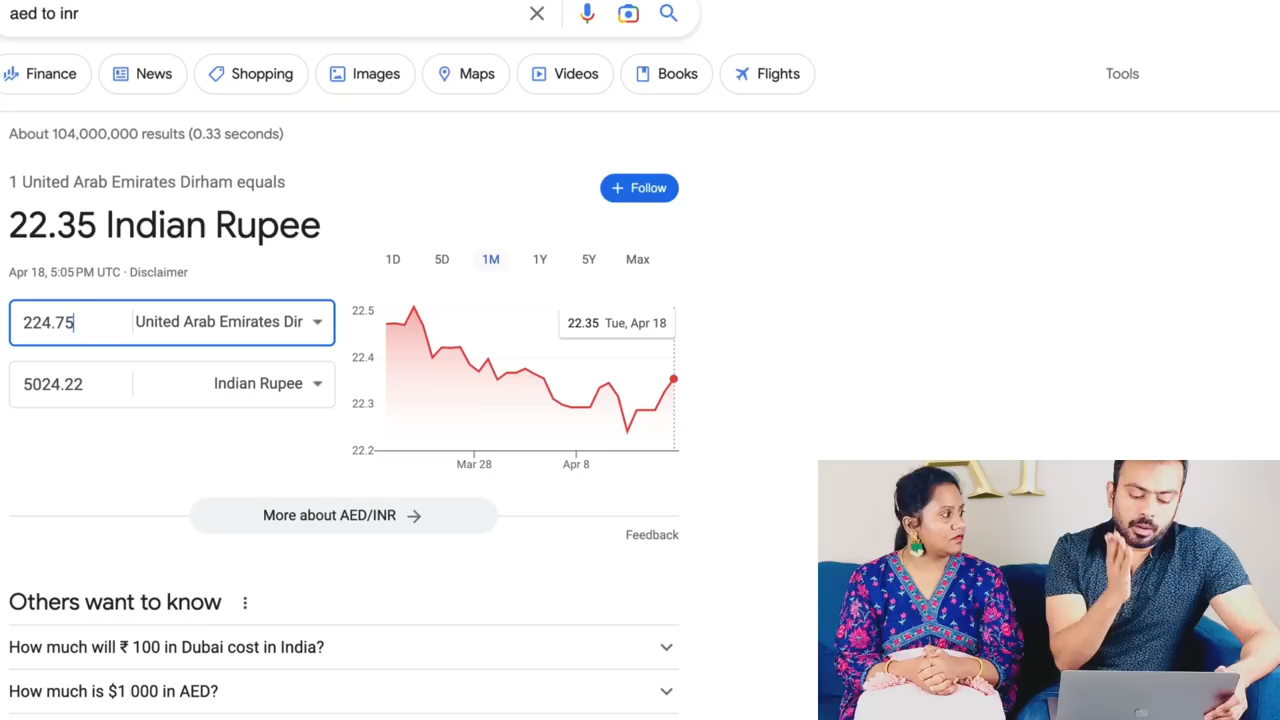 aed to inr
Finance
News
Shopping
Images
Maps
Videos
Books
Flights
Tools
About 104,000,000 results (0.33 seconds)
1 United Arab Emirates Dirham equals
+ Follow
22.35 Indian Rupee
Apr 18, 5:05 PM UTC · Disclaimer
1D 5D 1M 1Y 5Y Max
224.75 United Arab Emirates Dir
5024.22 Indian Rupee
22.5
22.4
22.3
22.2
22.35 Tue, Apr 18
Mar 28 Apr 8
More about AED/INR →
Feedback
Others want to know
How much will ₹ 100 in Dubai cost in India?
How much is $1 000 in AED?